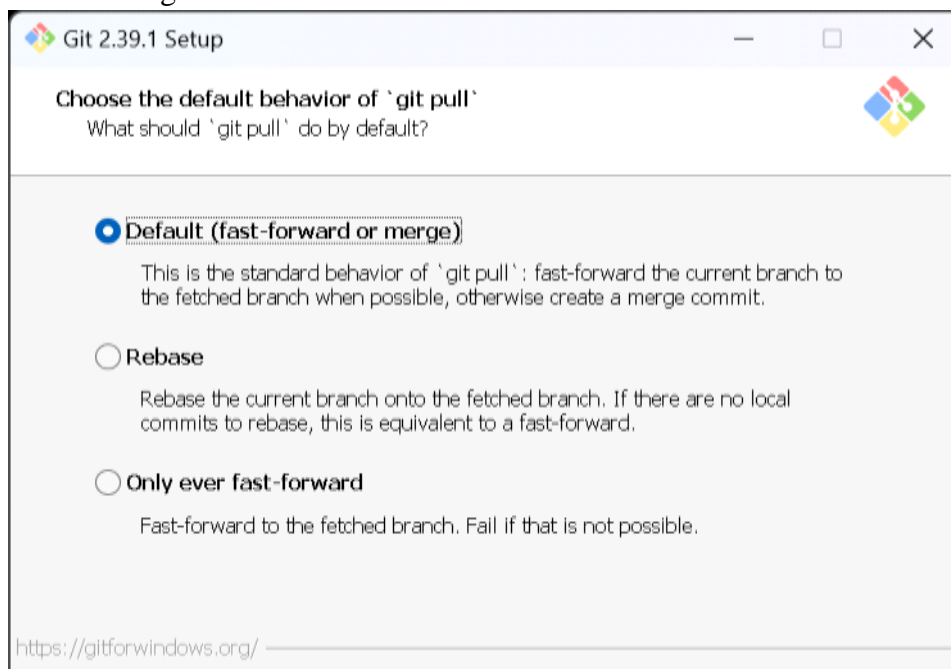 Git 2.39.1 Setup
Choose the default behavior of `git pull`
What should `git pull` do by default?
Default (fast-forward or merge)
This is the standard behavior of `git pull`: fast-forward the current branch to
the fetched branch when possible, otherwise create a merge commit.
Rebase
Rebase the current branch onto the fetched branch. If there are no local
commits to rebase, this is equivalent to a fast-forward.
Only ever fast-forward
Fast-forward to the fetched branch. Fail if that is not possible.
https://gitforwindows.org/